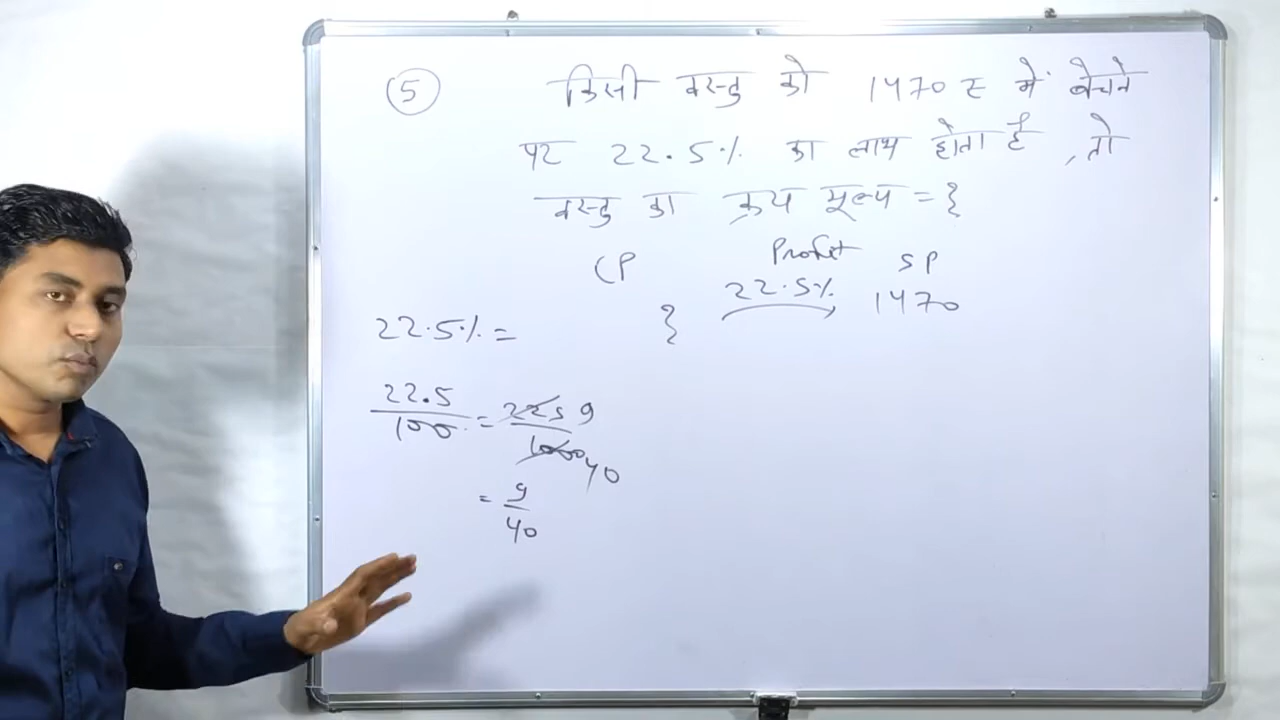 5 किसी वस्तु को 1470 ₹ में बेचने
पर 22.5% का लाभ होता है, तो
वस्तु का क्रय मूल्य = ?
CP Profit SP
? 22.5% 1470
22.5% =
22.5/100 = 225/1000 9/40
= 9/40